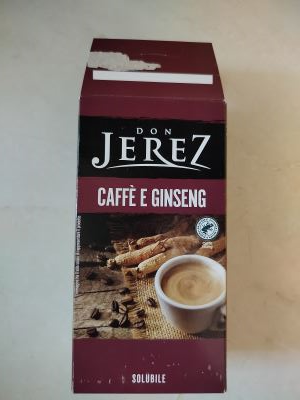 DON
JEREZ
CAFFÈ E GINSENG
SOLUBILE